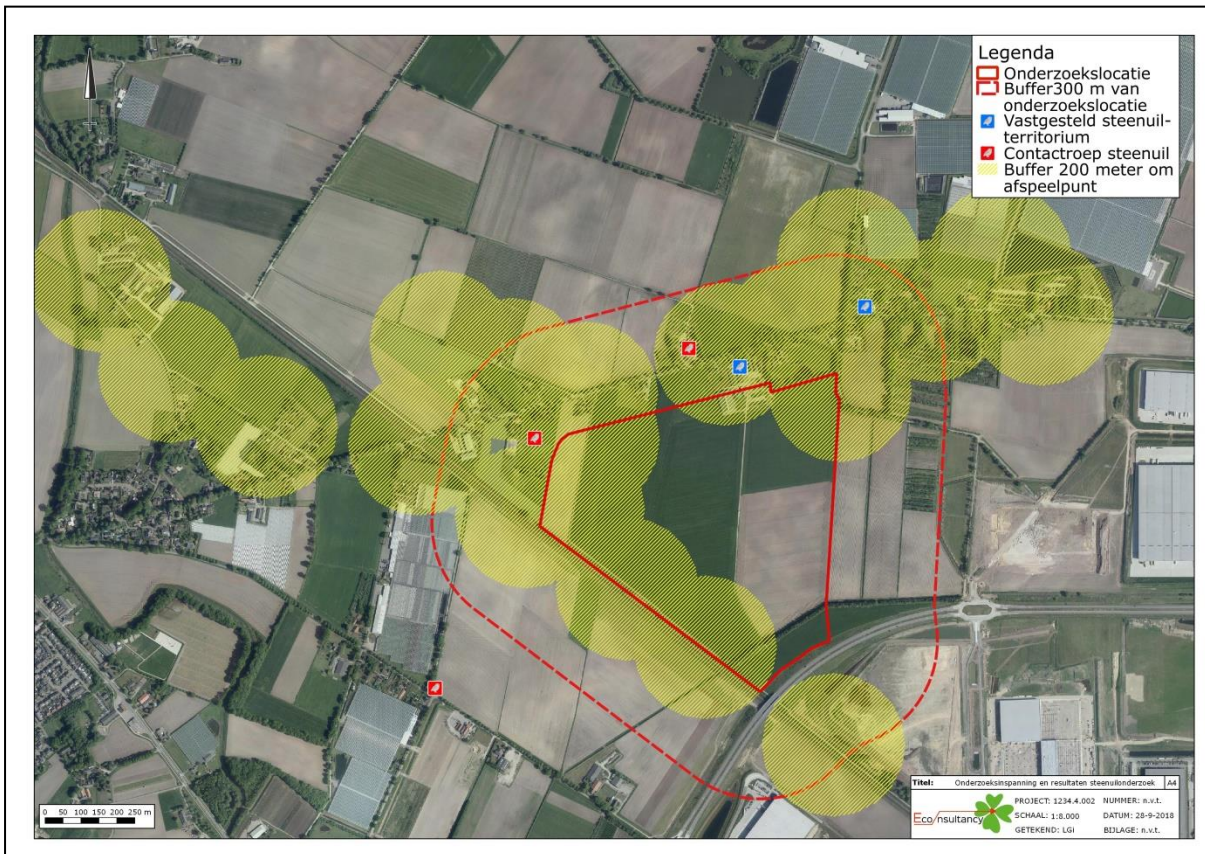 Legenda
Onderzoekslocatie
Buffer300 m van
onderzoekslocatie
Vastgesteld steenuil-
territorium
Contactroep steenuil
Buffer 200 meter om
afspeelpunt
0 50 100 150 200 250 m
Titel: Onderzoeksinspanning en resultaten steenuilonderzoek A4
Econsultancy
PROJECT: 1234.4.002 NUMMER: n.v.t.
SCHAAL: 1:8.000 DATUM: 28-9-2018
GETEKEND: LGi BIJLAGE: n.v.t.